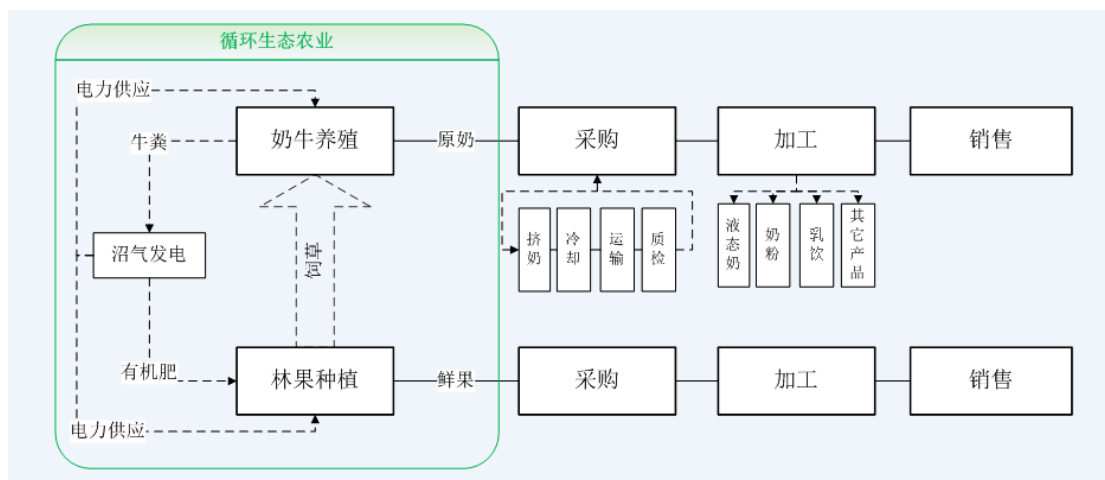 循环生态农业
电力供应
奶牛养殖
原奶
采购
加工
销售
牛粪
挤奶
冷却
运输
质检
液态奶
奶粉
乳饮
其它产品
沼气发电
饲草
有机肥
林果种植
鲜果
采购
加工
销售
电力供应